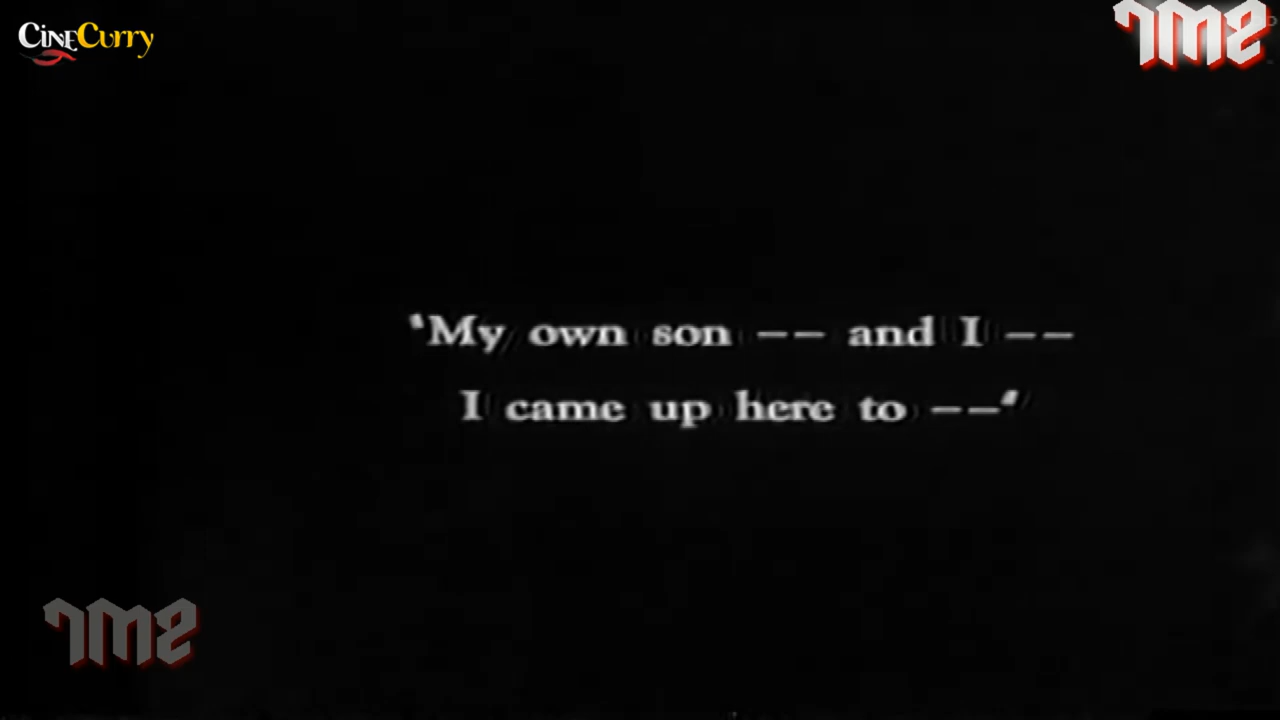 CINECURRY
'My own son -- and I --
I came up here to --'